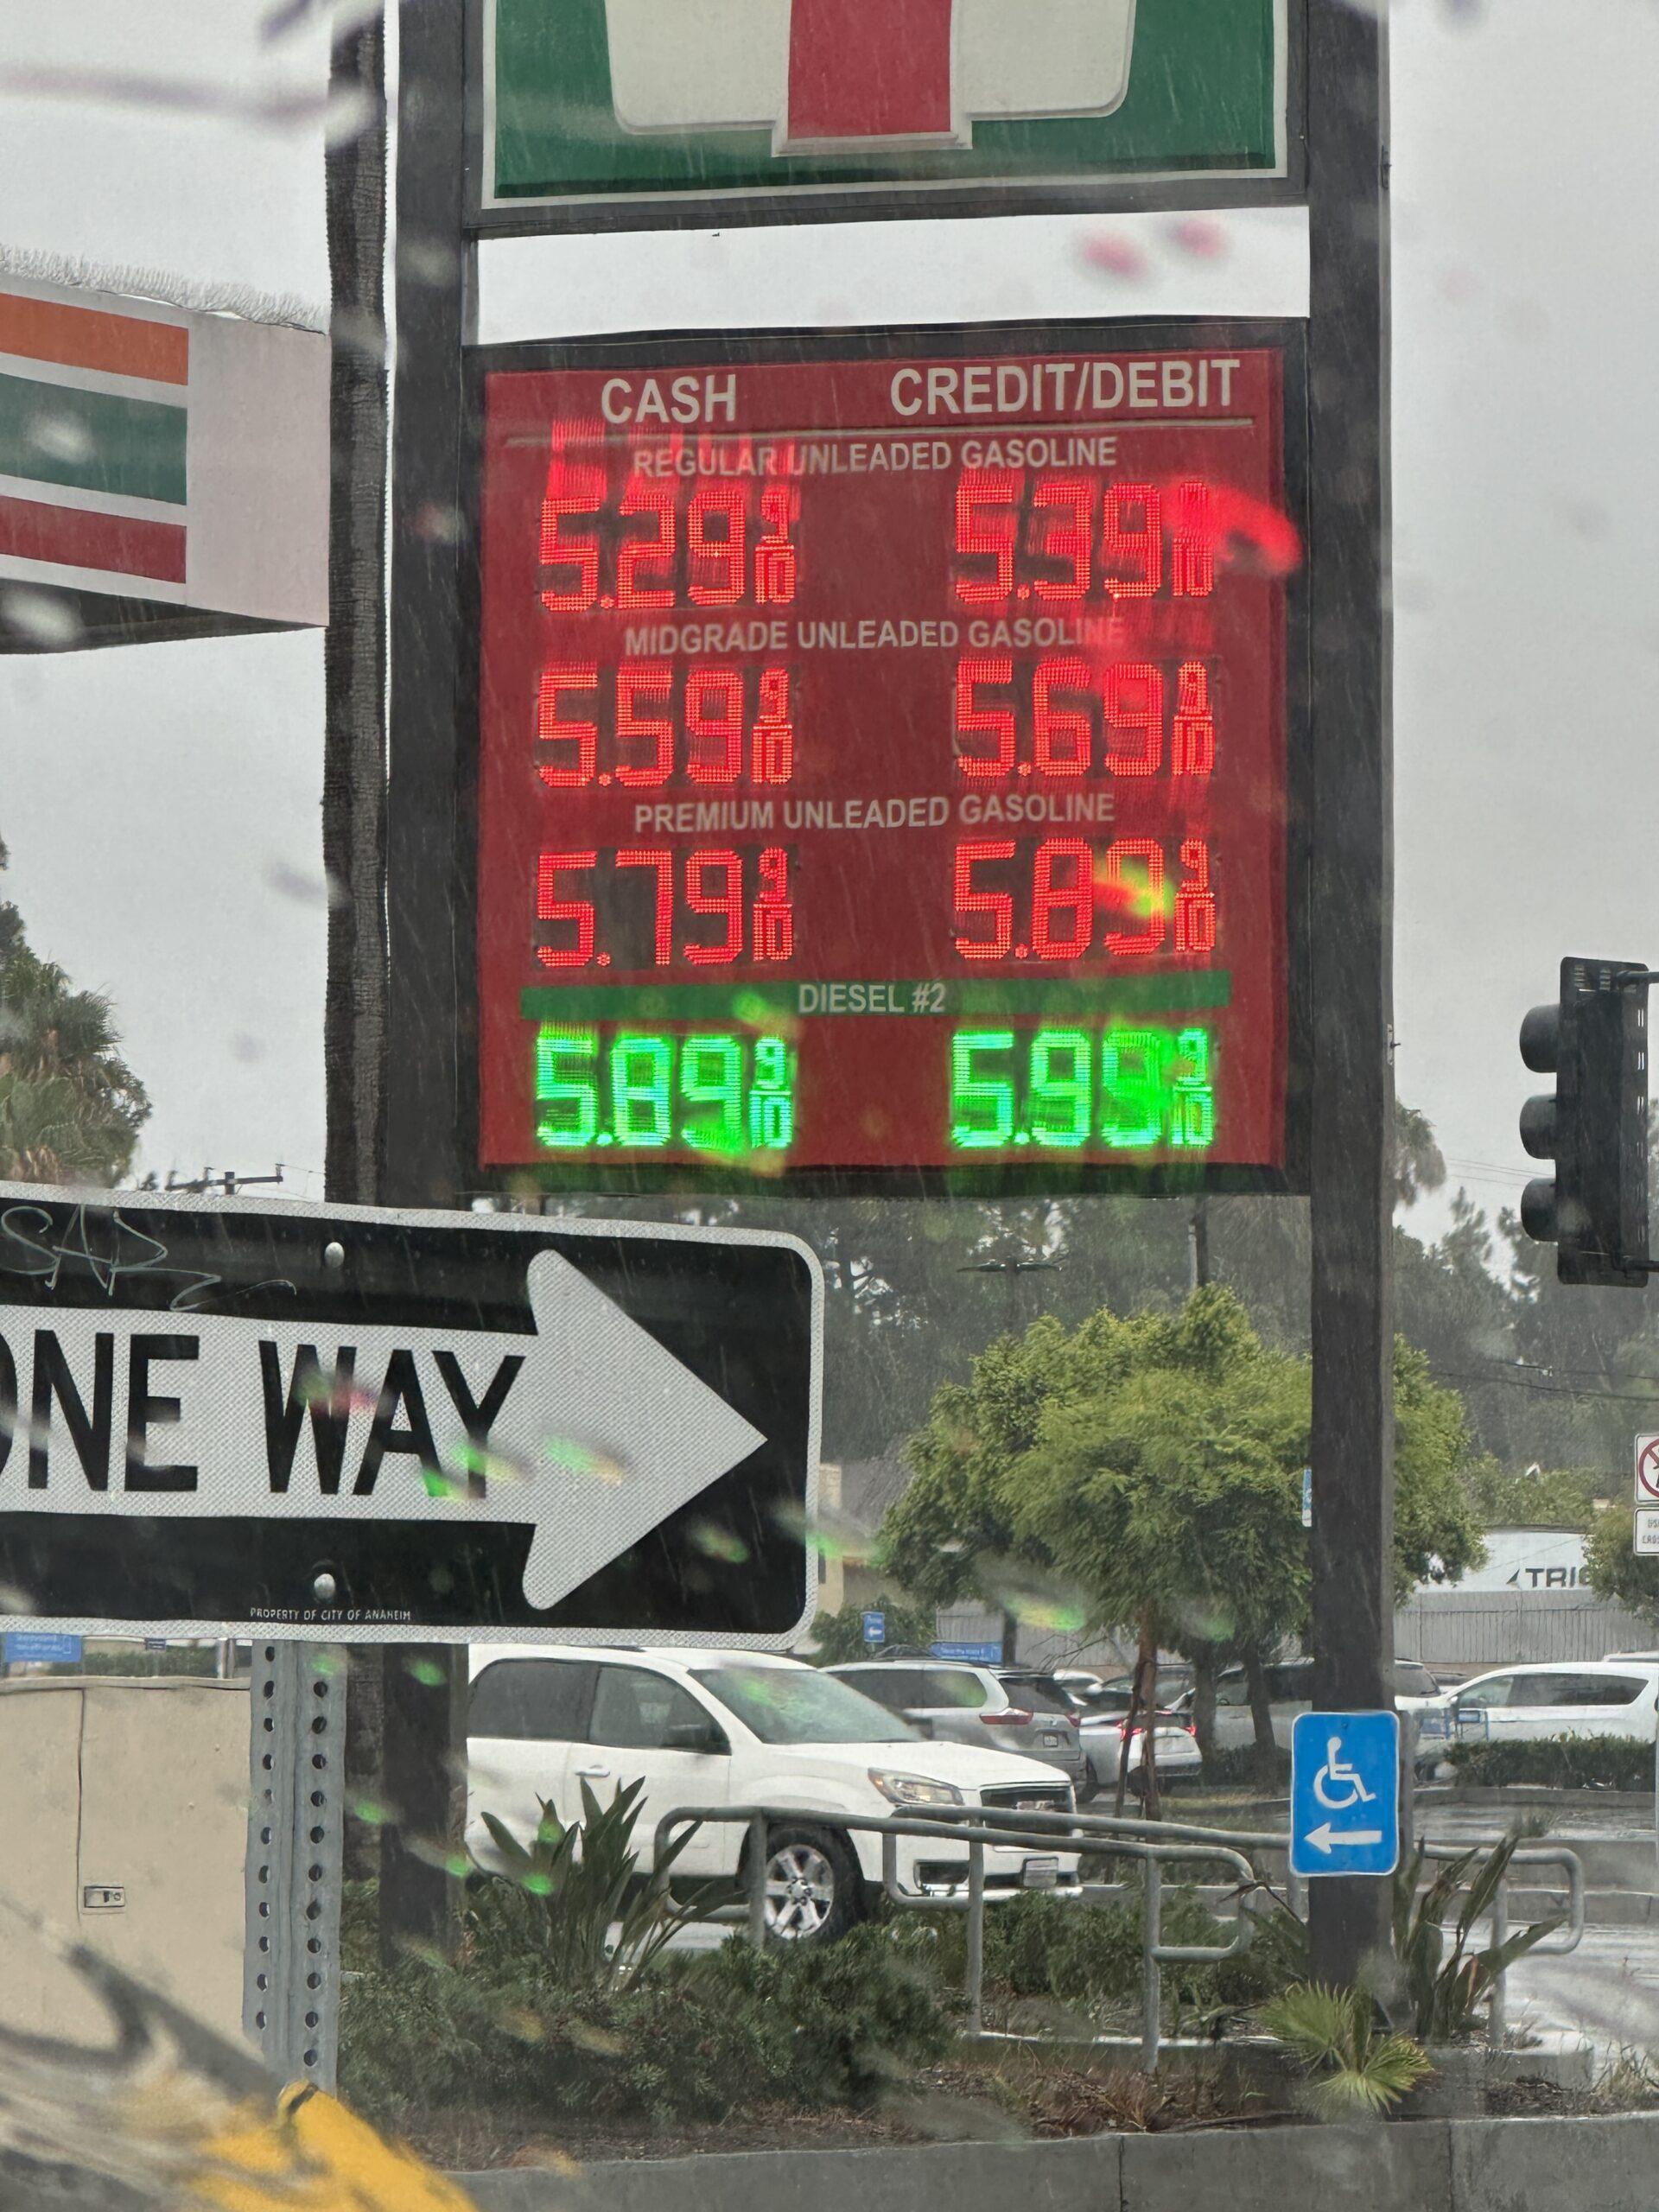 CASH CREDIT/DEBIT
REGULAR UNLEADED GASOLINE
5.29 9/10 5.39 9/10
MIDGRADE UNLEADED GASOLINE
5.59 9/10 5.69 9/10
PREMIUM UNLEADED GASOLINE
5.79 9/10 5.89 9/10
DIESEL #2
5.89 9/10 5.99 9/10
ONE WAY
PROPERTY OF CITY OF ANAHEIM